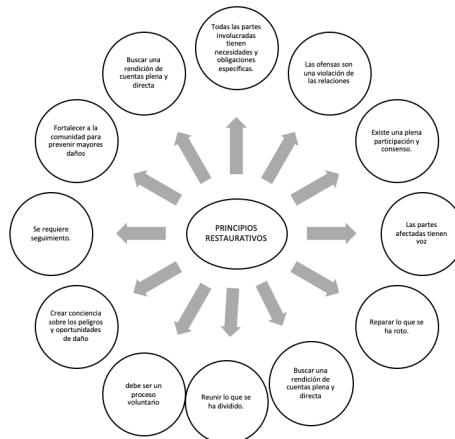 Todas las partes
involucradas
tienen
necesidades y
obligaciones
específicas.
Las ofensas son
una violación de
las relaciones
Existe una plena
participación y
consenso.
Las partes
afectadas tienen
voz
Reparar lo que se
ha roto.
Buscar una
rendición de
cuentas plena y
directa
Reunir lo que se
ha dividido.
debe ser un
proceso
voluntario
Crear conciencia
sobre los peligros
y oportunidades
de daño
Se requiere
seguimiento.
Fortalecer a la
comunidad para
prevenir mayores
daños
Buscar una
rendición de
cuentas plena y
directa
PRINCIPIOS
RESTAURATIVOS